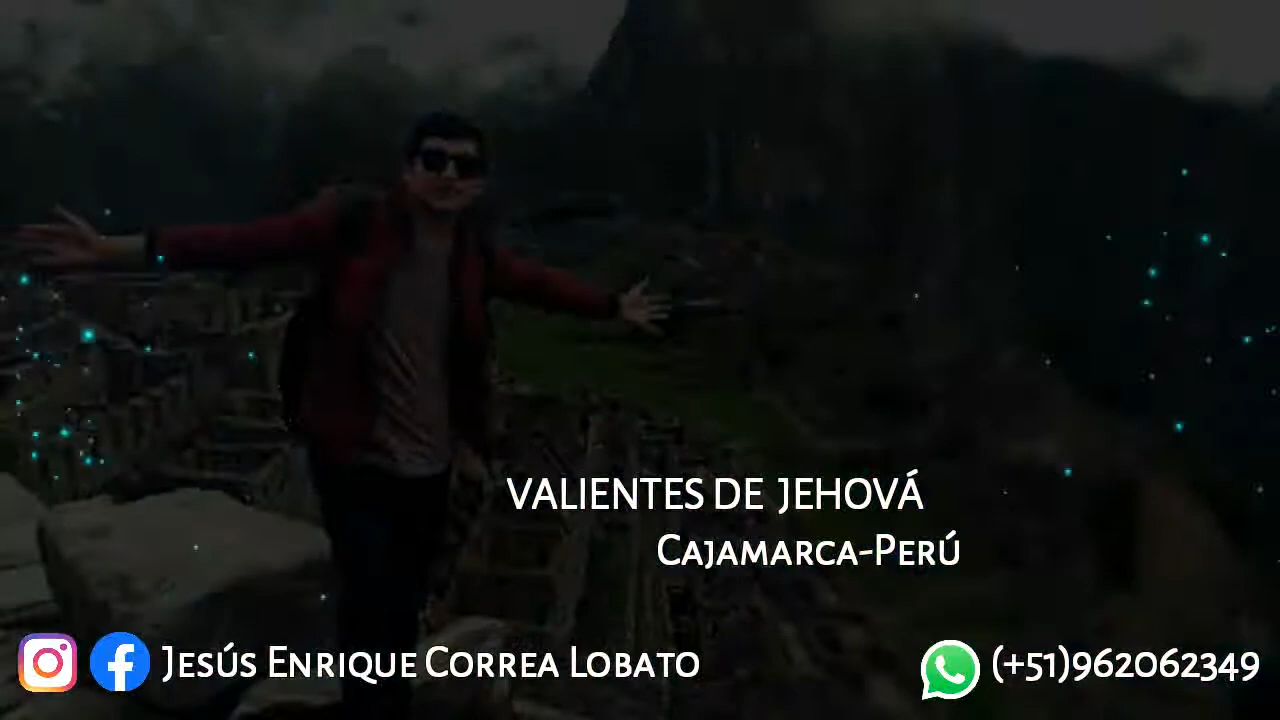 VALIENTES DE JEHOVÁ
Cajamarca-Perú
Jesús Enrique Correa Lobato
(+51)962062349